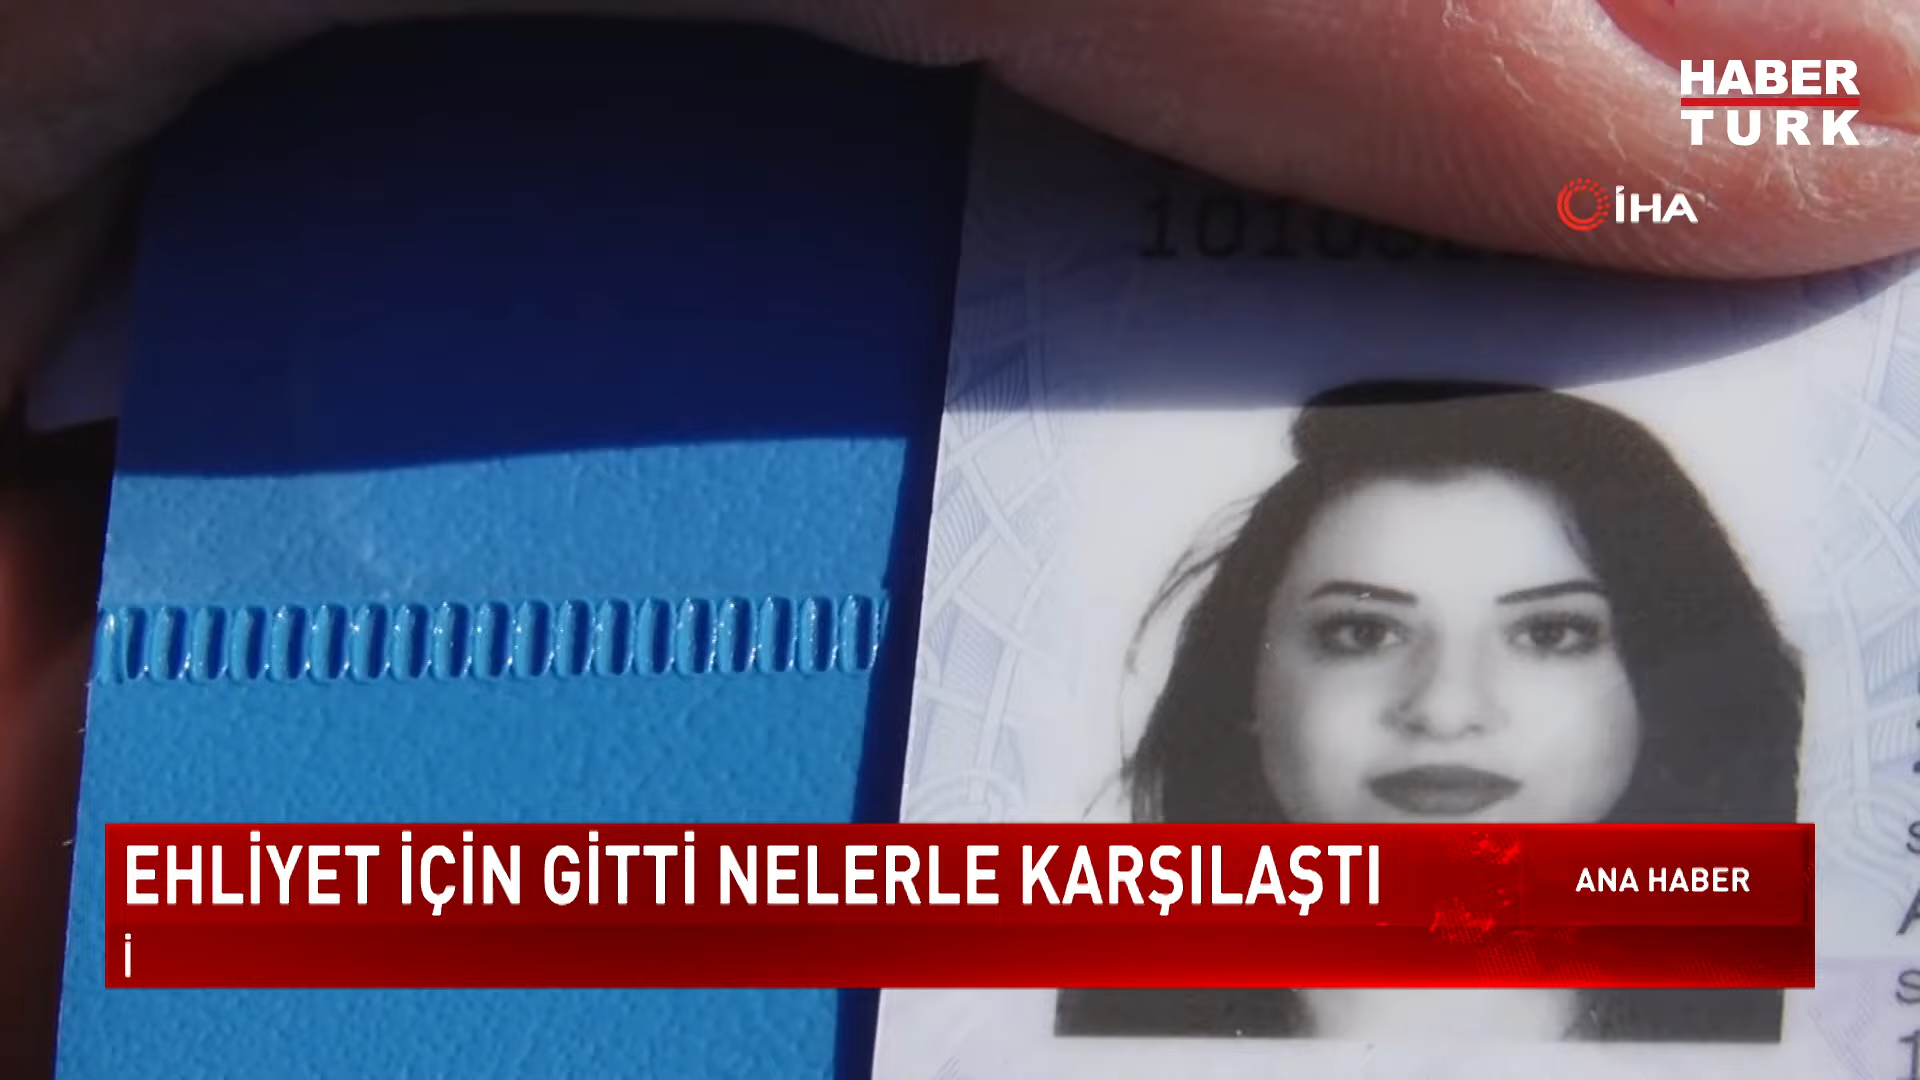 HABER
TURK
İHA
EHLİYET İÇİN GİTTİ NELERLE KARŞILAŞTI
ANA HABER
İ